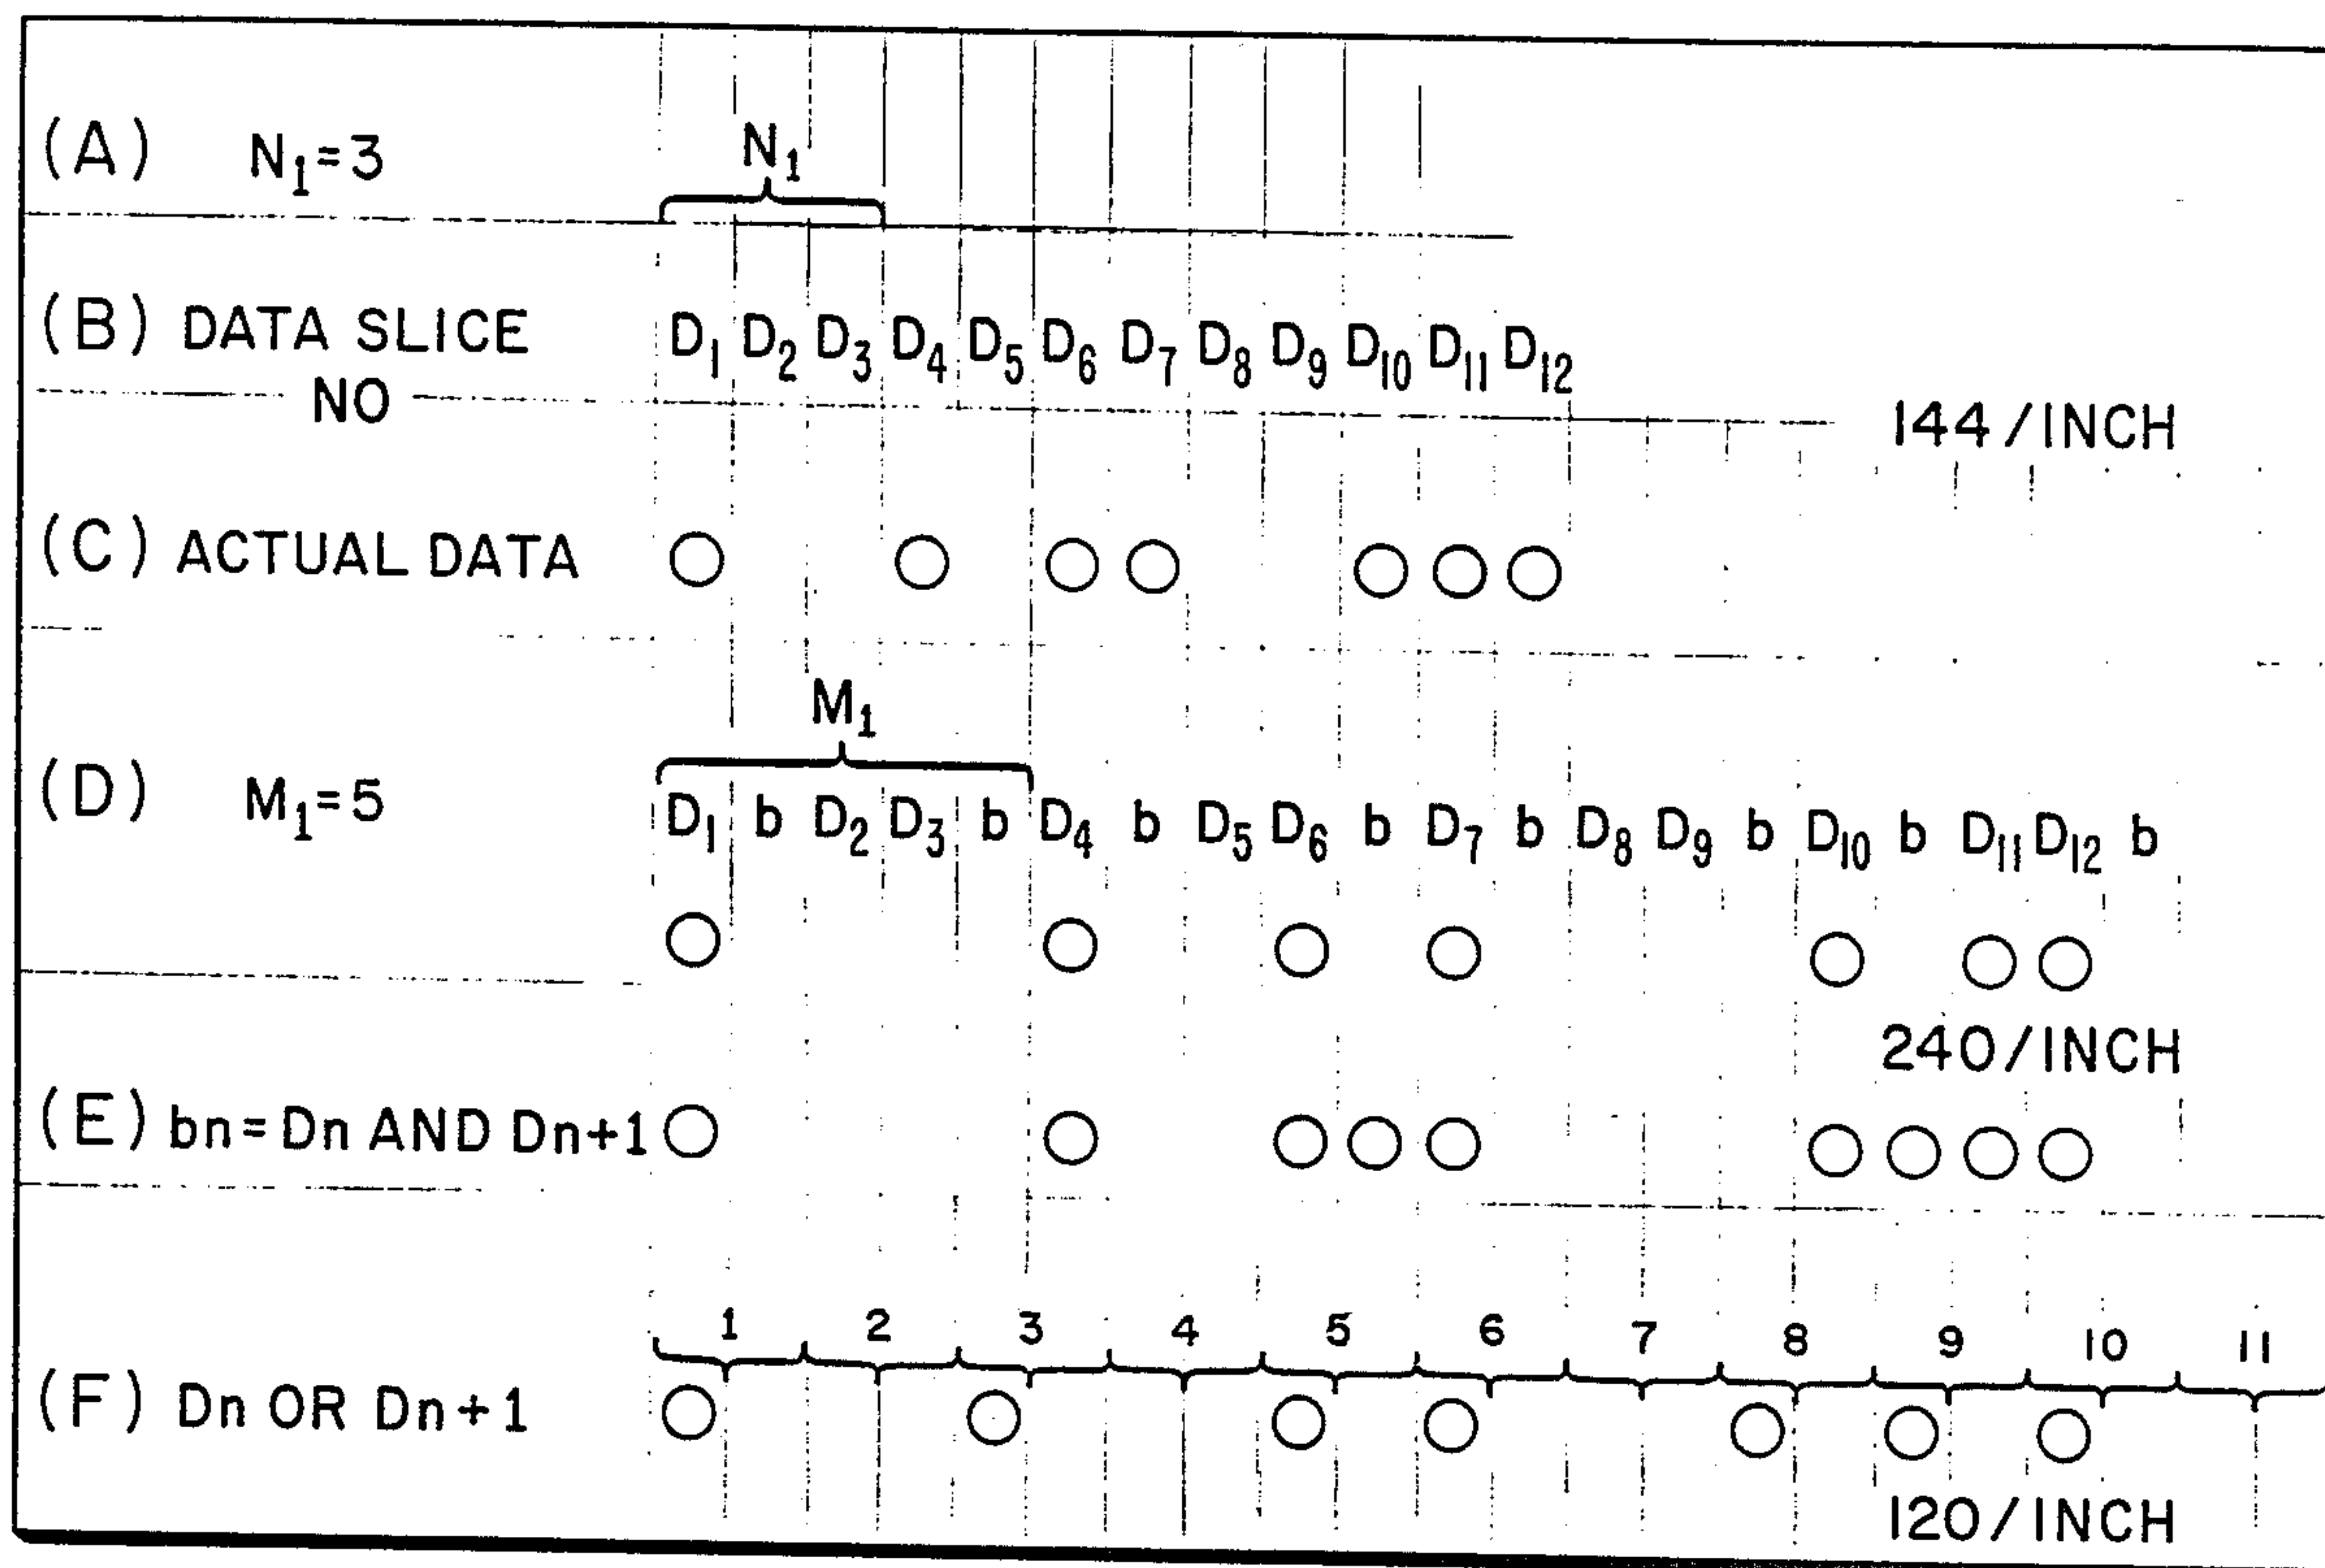 (A) N₁=3 N₁
(B) DATA SLICE NO D₁ D₂ D₃ D₄ D₅ D₆ D₇ D₈ D₉ D₁₀ D₁₁ D₁₂
144/INCH
(C) ACTUAL DATA
M₁
(D) M₁=5 D₁ b D₂ D₃ b D₄ b D₅ D₆ b D₇ b D₈ D₉ b D₁₀ b D₁₁ D₁₂ b
240/INCH
(E) bn=Dn AND Dn+1
1 2 3 4 5 6 7 8 9 10 11
(F) Dn OR Dn+1
120/INCH